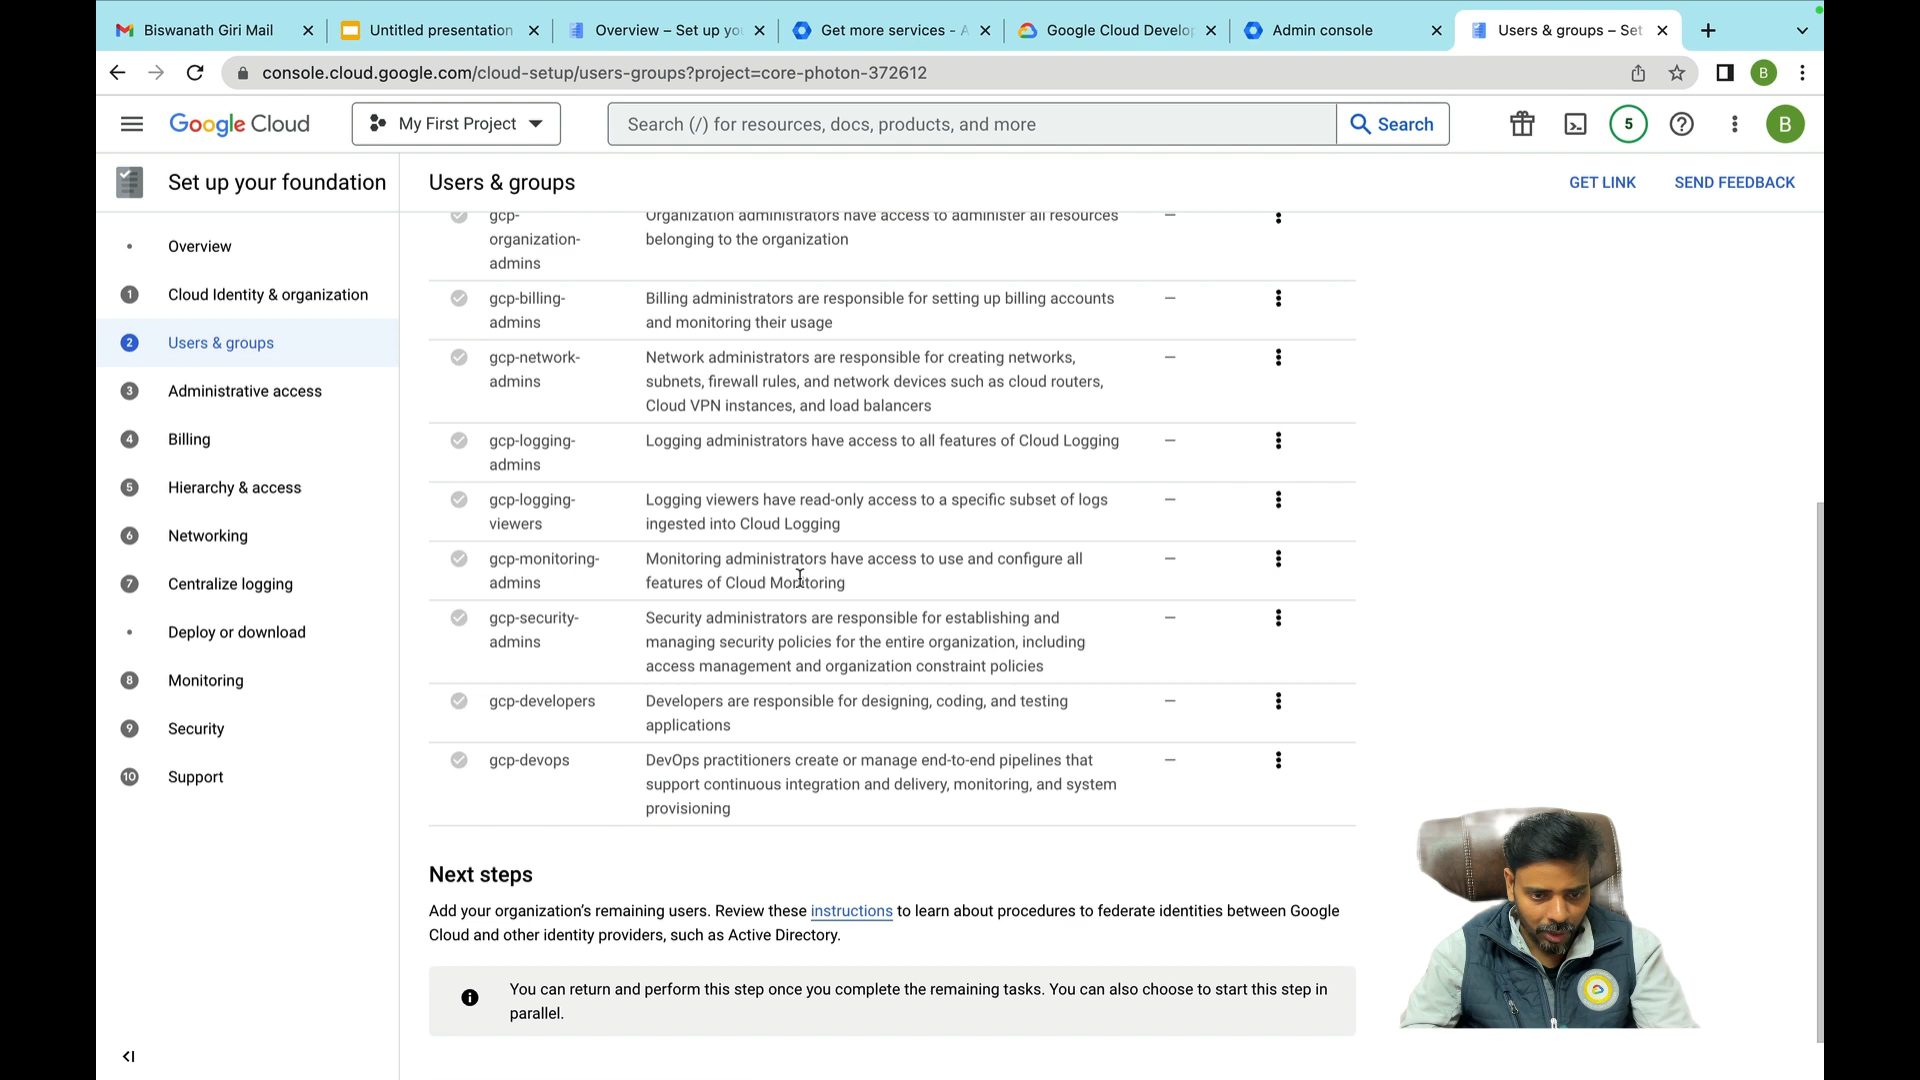 Biswanath Giri Mail
Untitled presentation
Overview – Set up yo
Get more services - A
Google Cloud Develo
Admin console
Users & groups – Set
console.cloud.google.com/cloud-setup/users-groups?project=core-photon-372612
B
Google Cloud
My First Project
Search (/) for resources, docs, products, and more
Search
5
B
Set up your foundation
Users & groups
GET LINK
SEND FEEDBACK
Overview
1 Cloud Identity & organization
2 Users & groups
3 Administrative access
4 Billing
5 Hierarchy & access
6 Networking
7 Centralize logging
Deploy or download
8 Monitoring
9 Security
10 Support
gcp-
organization-
admins
Organization administrators have access to administer all resources
belonging to the organization
–
gcp-billing-
admins
Billing administrators are responsible for setting up billing accounts
and monitoring their usage
–
gcp-network-
admins
Network administrators are responsible for creating networks,
subnets, firewall rules, and network devices such as cloud routers,
Cloud VPN instances, and load balancers
–
gcp-logging-
admins
Logging administrators have access to all features of Cloud Logging
–
gcp-logging-
viewers
Logging viewers have read-only access to a specific subset of logs
ingested into Cloud Logging
–
gcp-monitoring-
admins
Monitoring administrators have access to use and configure all
features of Cloud Monitoring
–
gcp-security-
admins
Security administrators are responsible for establishing and
managing security policies for the entire organization, including
access management and organization constraint policies
–
gcp-developers
Developers are responsible for designing, coding, and testing
applications
–
gcp-devops
DevOps practitioners create or manage end-to-end pipelines that
support continuous integration and delivery, monitoring, and system
provisioning
–
Next steps
Add your organization's remaining users. Review these instructions to learn about procedures to federate identities between Google
Cloud and other identity providers, such as Active Directory.
You can return and perform this step once you complete the remaining tasks. You can also choose to start this step in
parallel.